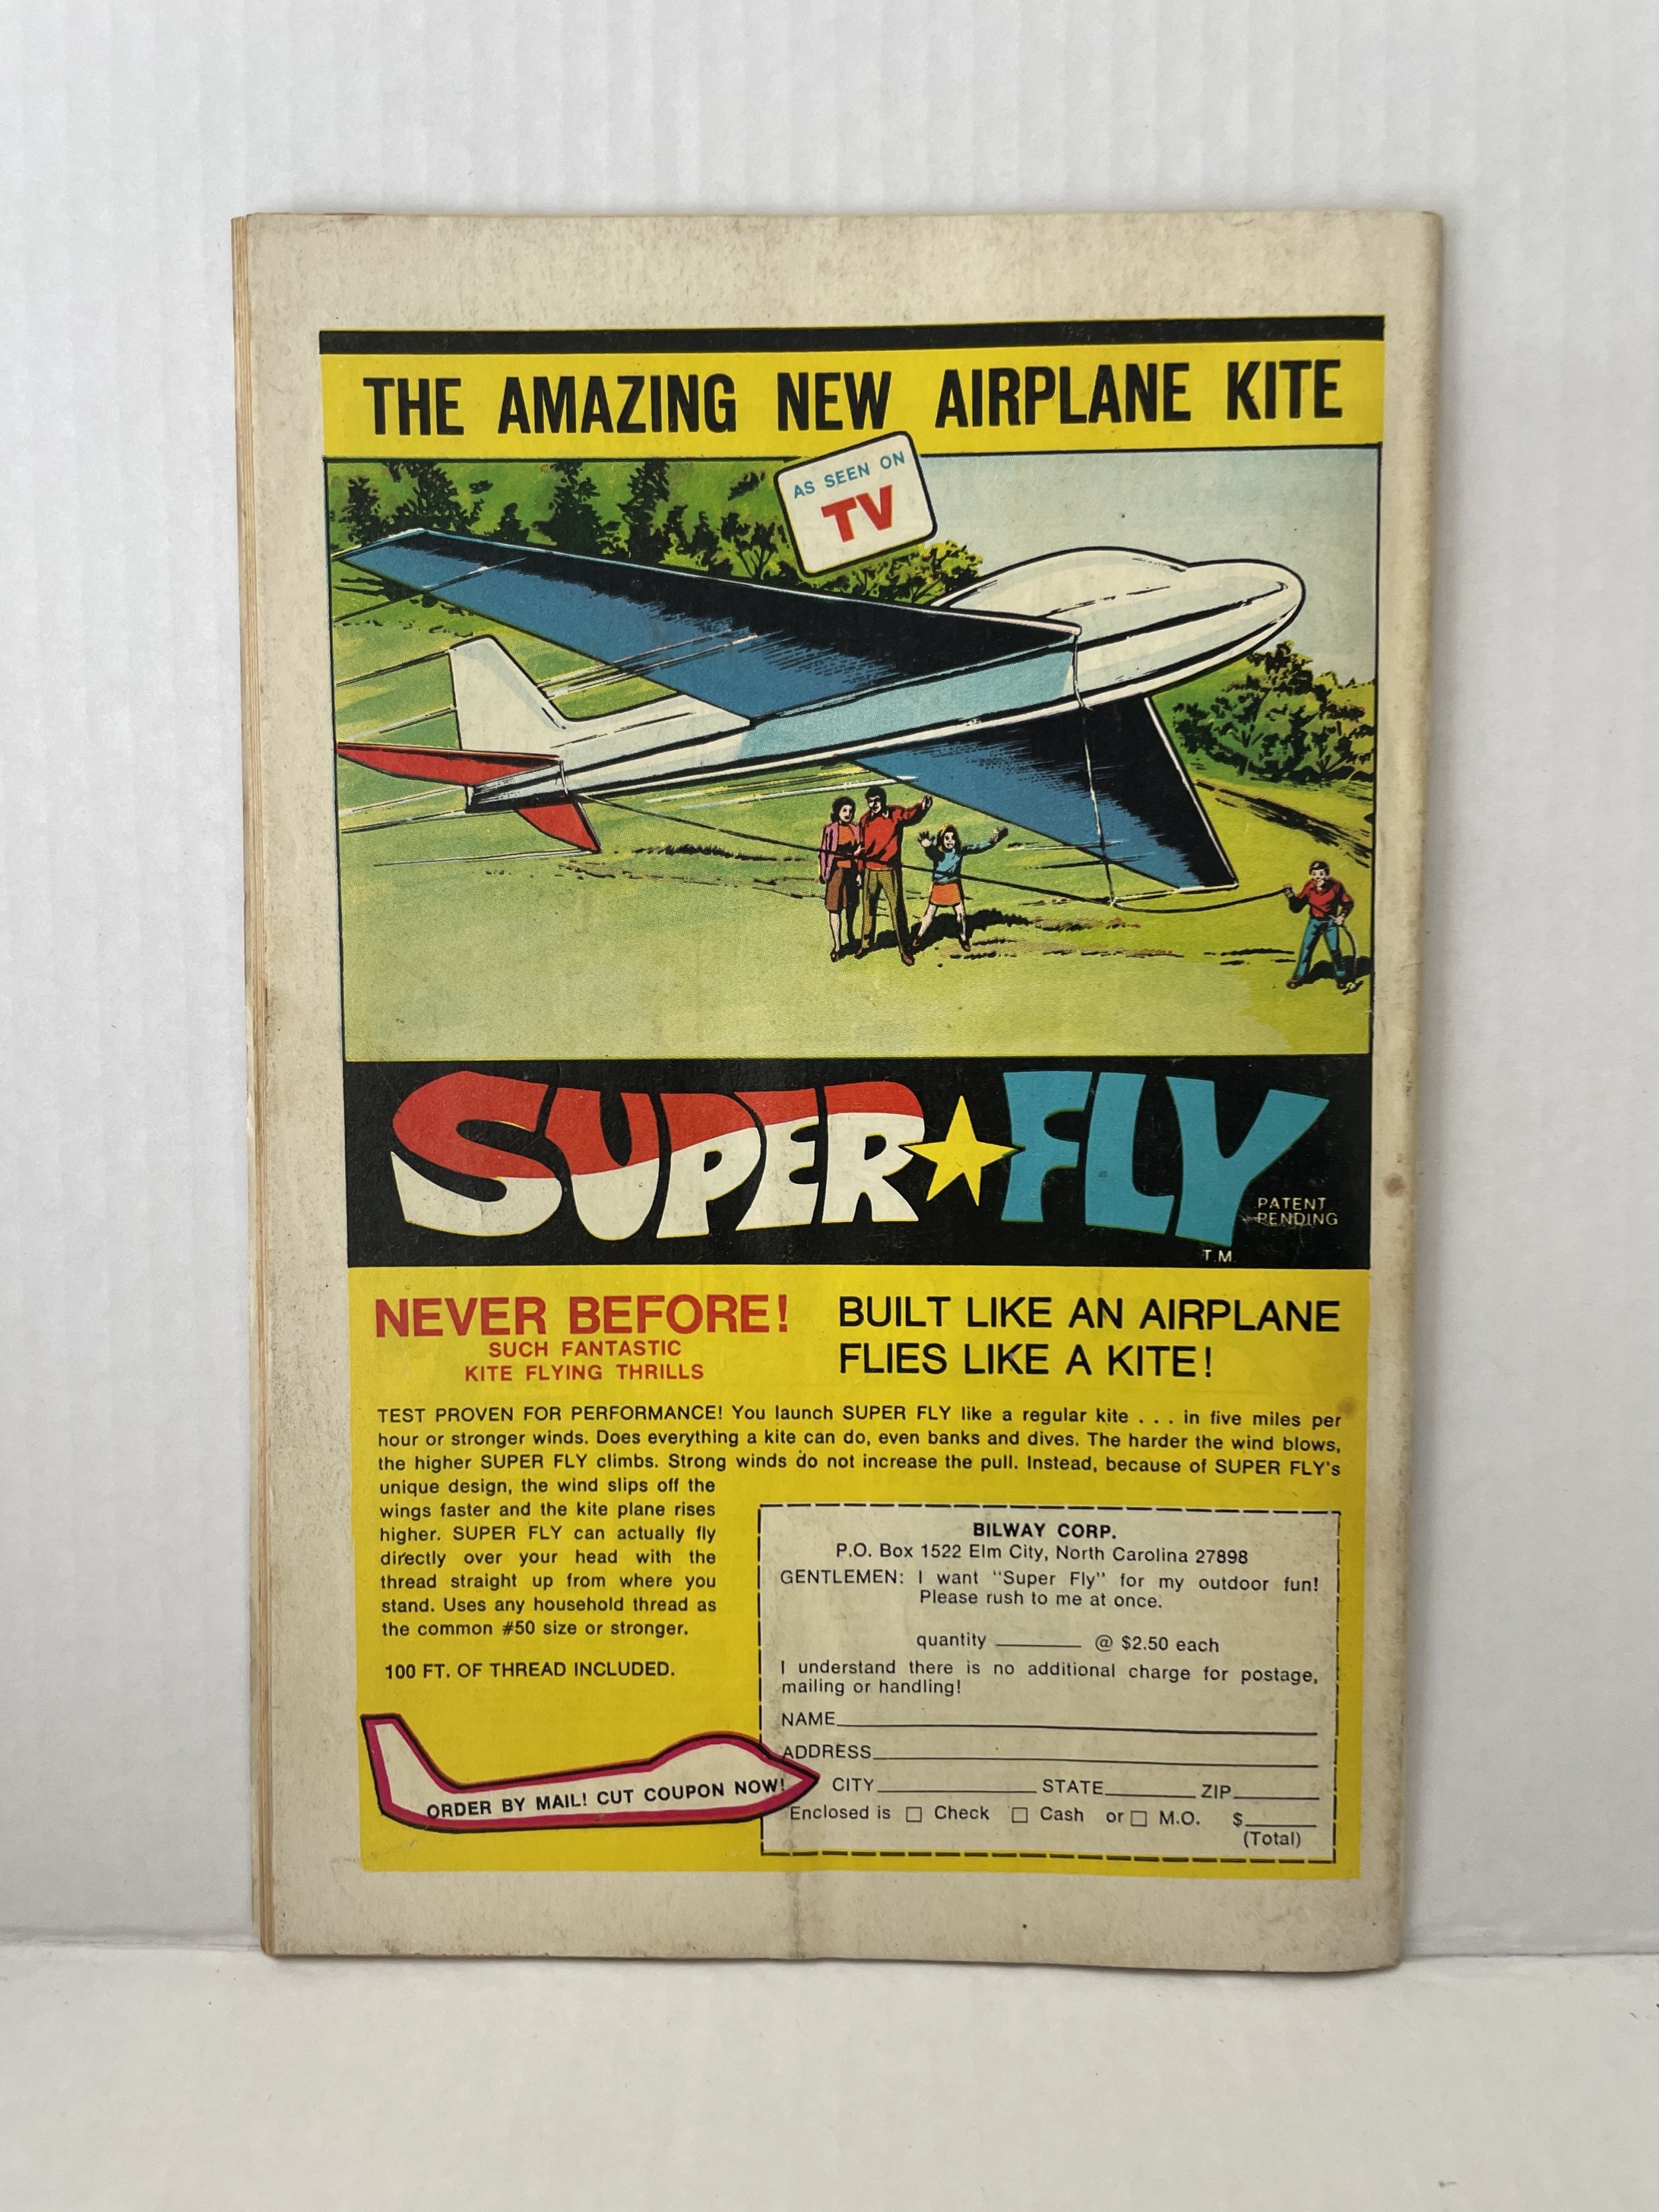 THE AMAZING NEW AIRPLANE KITE
AS SEEN ON
TV
SUPER FLY
PATENT
PENDING
T.M.
NEVER BEFORE!
SUCH FANTASTIC
KITE FLYING THRILLS
BUILT LIKE AN AIRPLANE
FLIES LIKE A KITE!
TEST PROVEN FOR PERFORMANCE! You launch SUPER FLY like a regular kite . . . in five miles per
hour or stronger winds. Does everything a kite can do, even banks and dives. The harder the wind blows,
the higher SUPER FLY climbs. Strong winds do not increase the pull. Instead, because of SUPER FLY's
unique design, the wind slips off the
wings faster and the kite plane rises
higher. SUPER FLY can actually fly
directly over your head with the
thread straight up from where you
stand. Uses any household thread as
the common #50 size or stronger.
100 FT. OF THREAD INCLUDED.
ORDER BY MAIL! CUT COUPON NOW!
BILWAY CORP.
P.O. Box 1522 Elm City, North Carolina 27898
GENTLEMEN: I want "Super Fly" for my outdoor fun!
Please rush to me at once.
quantity ________ @ $2.50 each
I understand there is no additional charge for postage,
mailing or handling!
NAME
ADDRESS
CITY STATE ZIP
Enclosed is □ Check □ Cash or □ M.O. $
(Total)